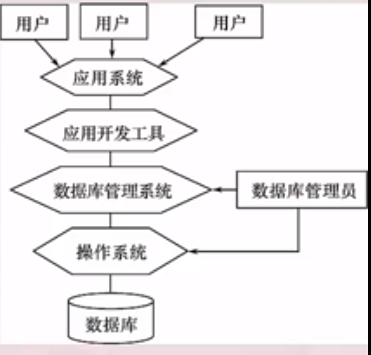 用户
用户
用户
应用系统
应用开发工具
数据库管理系统
数据库管理员
操作系统
数据库